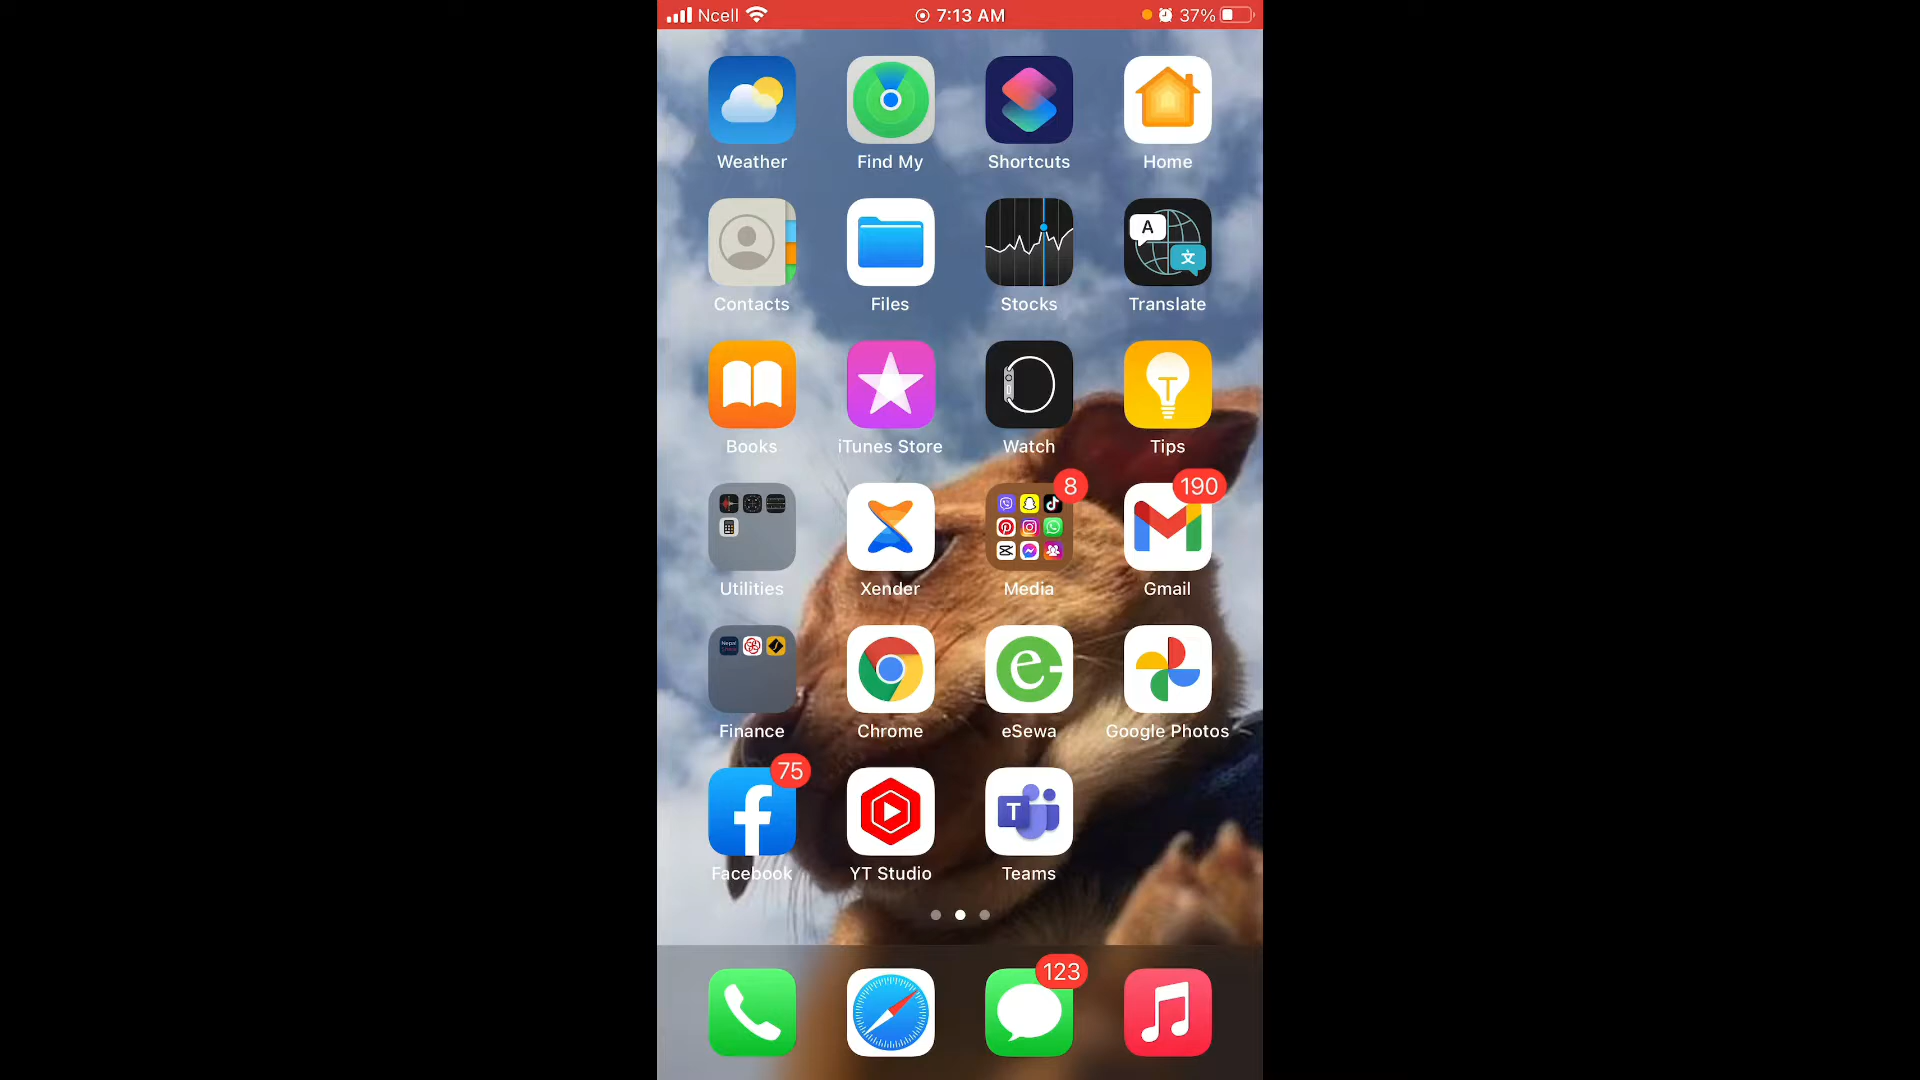 Ncell 7:13 AM 37%
Weather Find My Shortcuts Home
A 文
Contacts Files Stocks Translate
Books iTunes Store Watch Tips
8 190
Utilities Xender Media Gmail
Finance Chrome eSewa Google Photos
75
T
Facebook YT Studio Teams
123